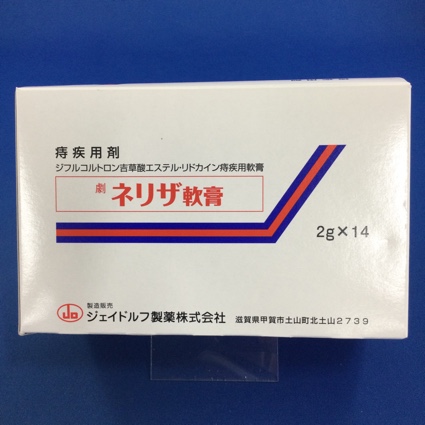 痔疾用剤
ジフルコルトロン吉草酸エステル・リドカイン痔疾用軟膏
劇 ネリザ軟膏
2g×14
JD
製造販売
ジェイドルフ製薬株式会社 滋賀県甲賀市土山町北土山2739